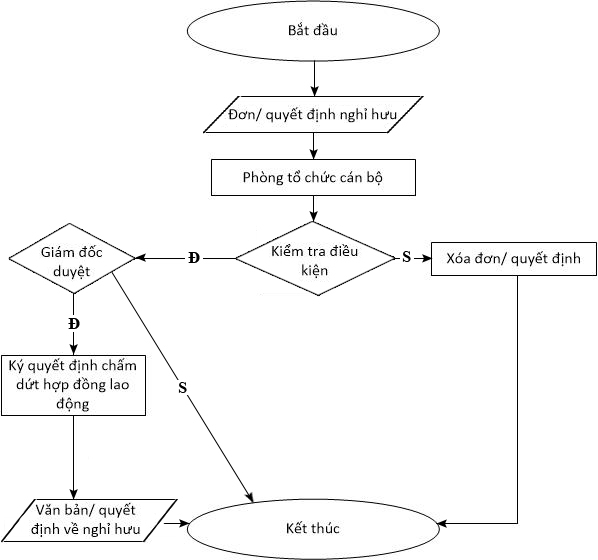 Bắt đầu
Đơn/ quyết định nghỉ hưu
Phòng tổ chức cán bộ
Giám đốc
duyệt
Đ
Kiểm tra điều
kiện
S
Xóa đơn/ quyết định
Đ
Ký quyết định chấm
dứt hợp đồng lao
động
S
Văn bản/ quyết
định về nghỉ hưu
Kết thúc